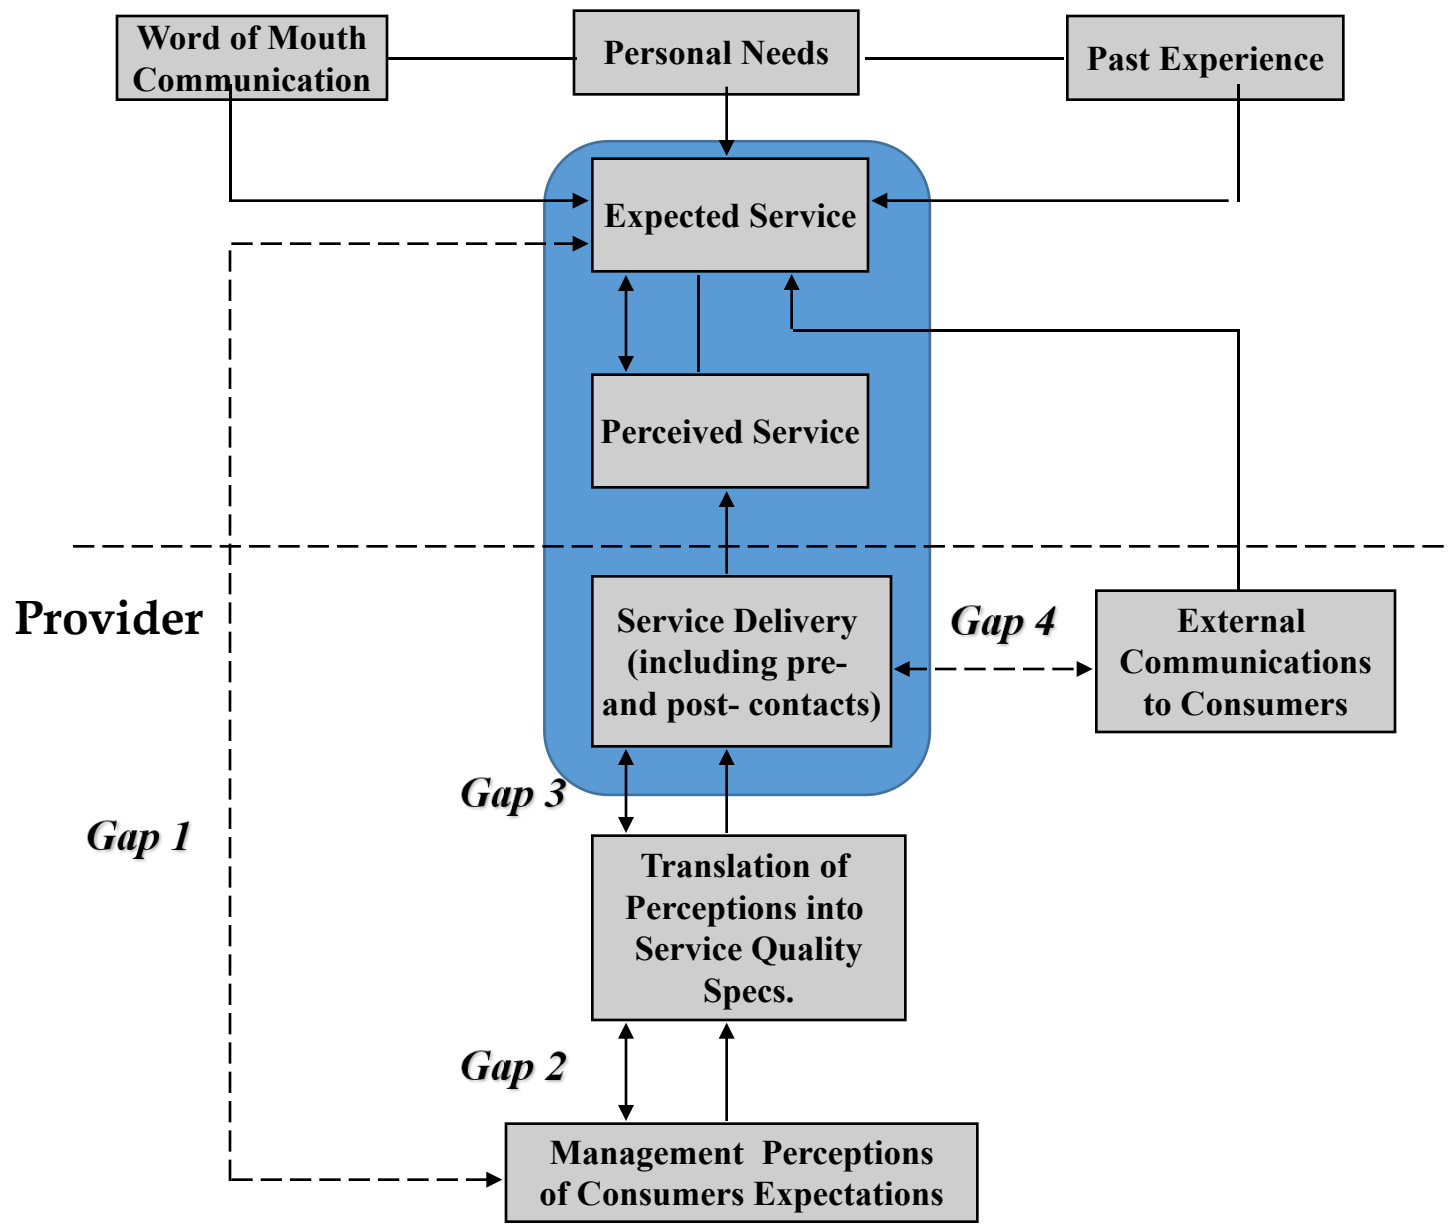 Word of Mouth
Communication
Personal Needs
Past Experience
Expected Service
Perceived Service
Provider
Service Delivery
(including pre-
and post- contacts)
Gap 4
External
Communications
to Consumers
Gap 3
Gap 1
Translation of
Perceptions into
Service Quality
Specs.
Gap 2
Management Perceptions
of Consumers Expectations